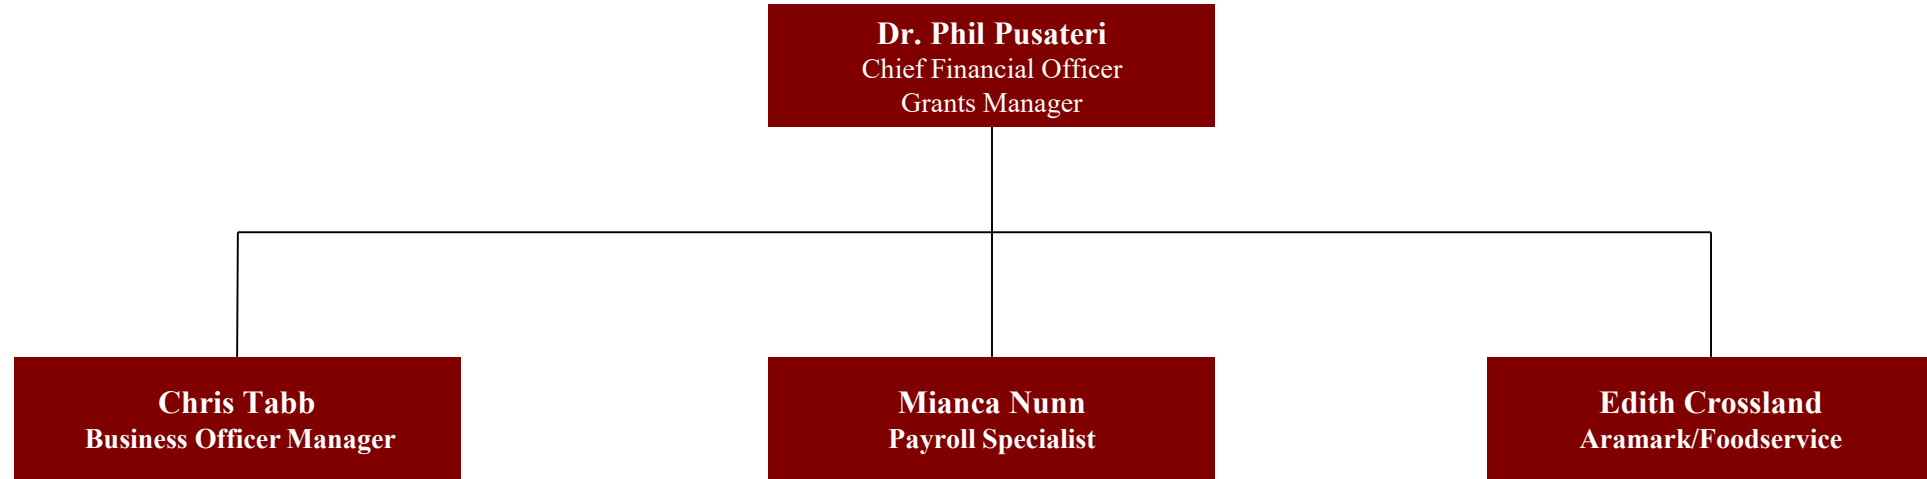 Dr. Phil Pusateri
Chief Financial Officer
Grants Manager
Chris Tabb
Business Officer Manager
Mianca Nunn
Payroll Specialist
Edith Crossland
Aramark/Foodservice